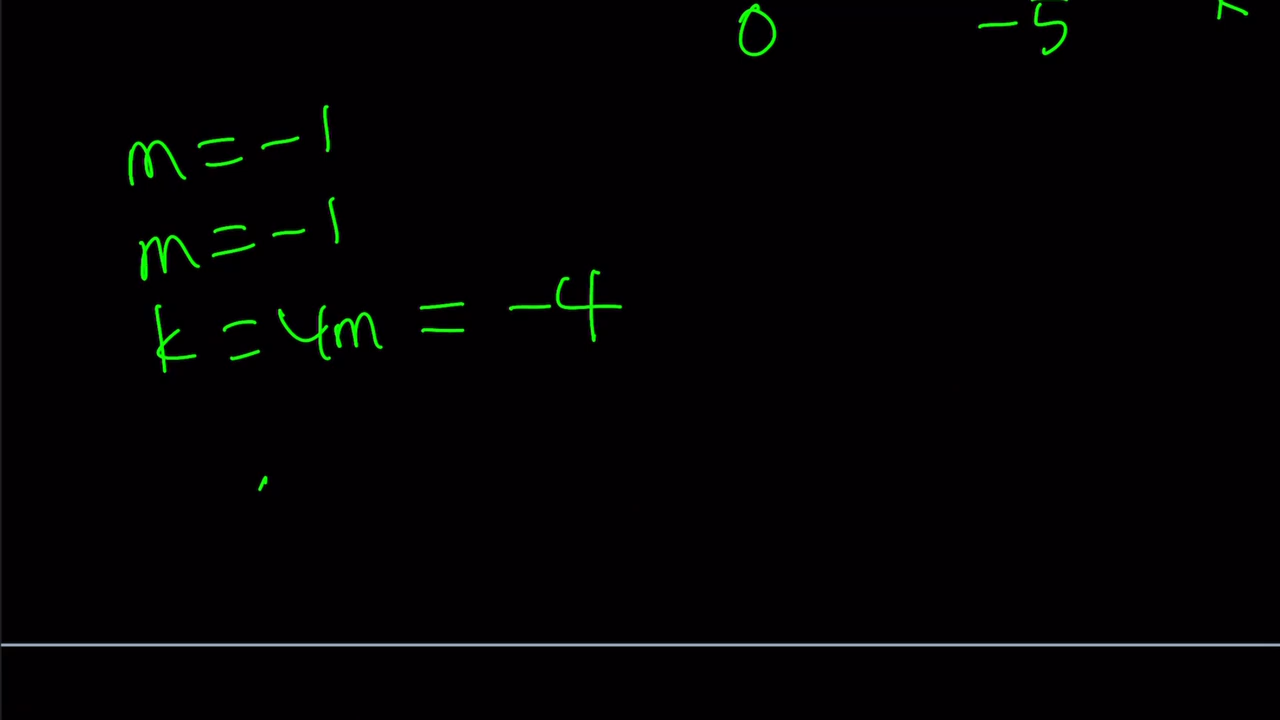 0 -5
m = -1
m = -1
k = 4m = -4